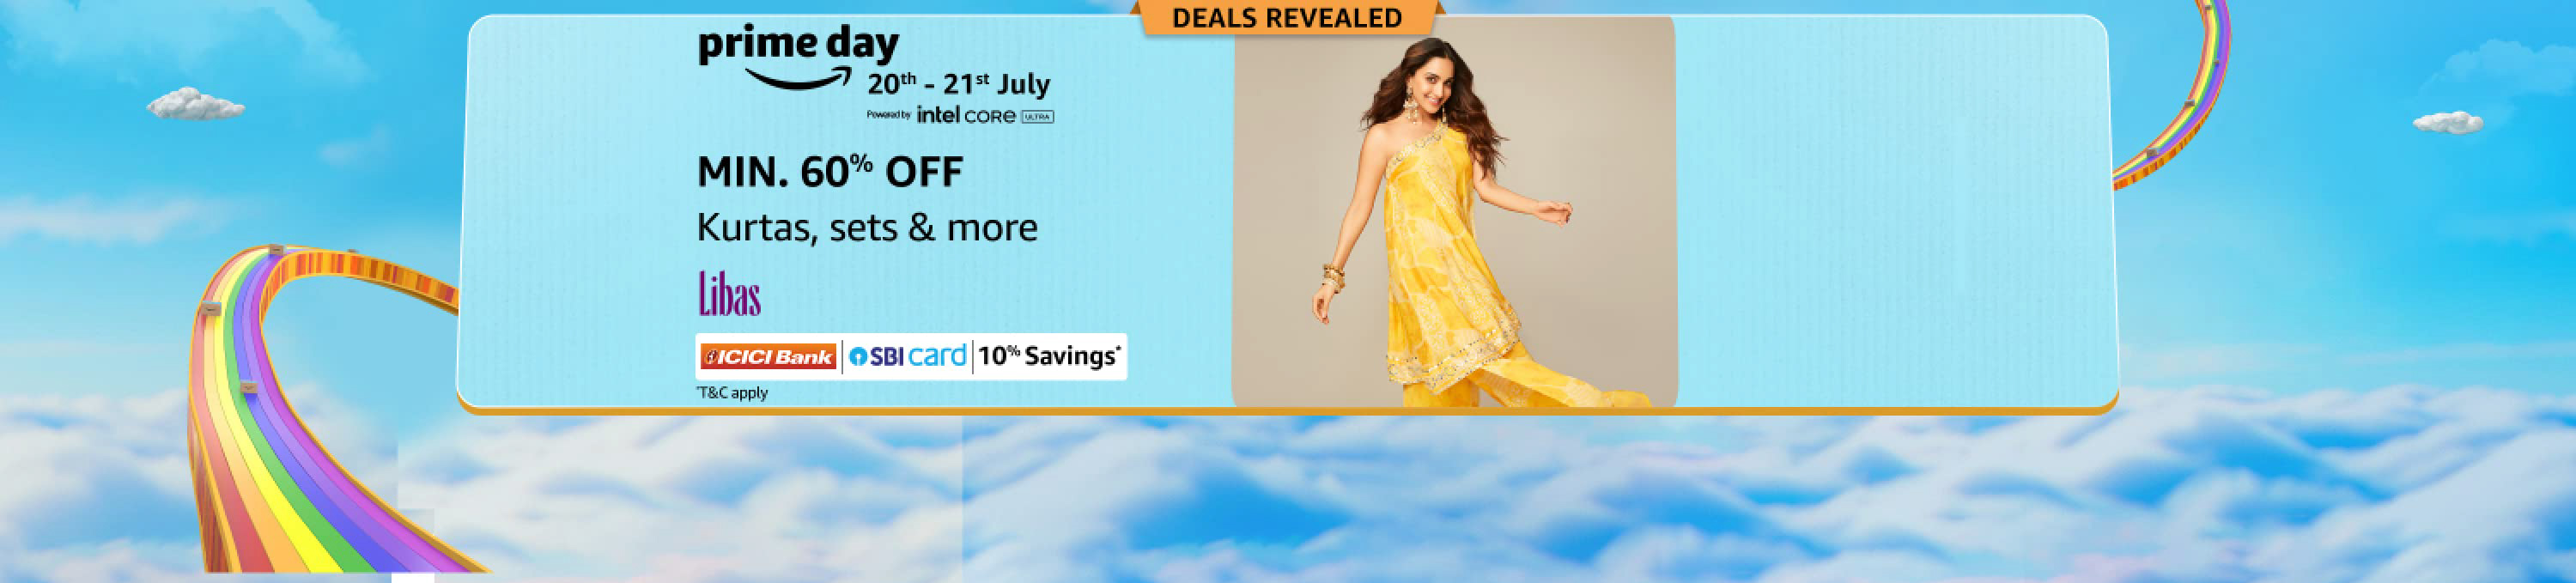 DEALS REVEALED
prime day
20th - 21st July
Powered by intel CORE ULTRA
MIN. 60% OFF
Kurtas, sets & more
Libas
ICICI Bank SBI card 10% Savings*
*T&C apply